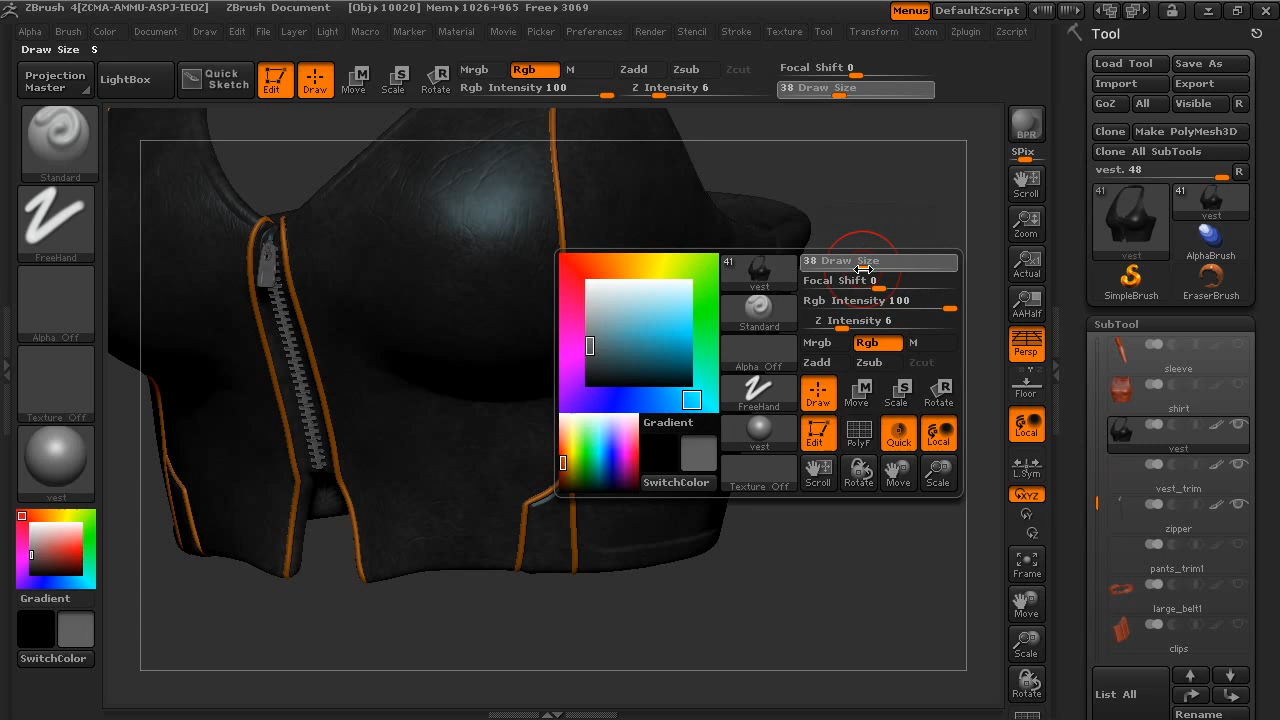 ZBrush 4[ZCMA-AMMU-ASPJ-IEOZ] ZBrush Document [Obj▸10020] Mem▸1026+965 Free▸3069 Menus DefaultZScript
Alpha Brush Color Document Draw Edit File Layer Light Macro Marker Material Movie Picker Preferences Render Stencil Stroke Texture Tool Transform Zoom Zplugin Zscript
Draw Size S
Projection Master
LightBox
Quick Sketch
Edit Draw Move Scale Rotate
Mrgb Rgb M Zadd Zsub Zcut
Rgb Intensity 100 Z Intensity 6
Focal Shift 0
38 Draw Size
Standard
FreeHand
Alpha Off
Texture Off
vest
Gradient
SwitchColor
Gradient
SwitchColor
41
vest
Standard
Alpha Off
FreeHand
vest
Texture Off
38 Draw Size
Focal Shift 0
Rgb Intensity 100
Z Intensity 6
Mrgb Rgb M
Zadd Zsub Zcut
Draw Move Scale Rotate
Edit PolyF Quick Local
Scroll Rotate Move Scale
BPR
SPix
Scroll
Zoom
Actual
AAHalf
Persp
Floor
Local
L.Sym
XYZ
Y
Z
Frame
Move
Scale
Rotate
Tool
Load Tool Save As
Import Export
GoZ All Visible R
Clone Make PolyMesh3D
Clone All SubTools
vest. 48 R
41 41
vest vest
AlphaBrush
SimpleBrush EraserBrush
SubTool
sleeve
shirt
vest
vest_trim
zipper
pants_trim1
large_belt1
clips
List All
Rename